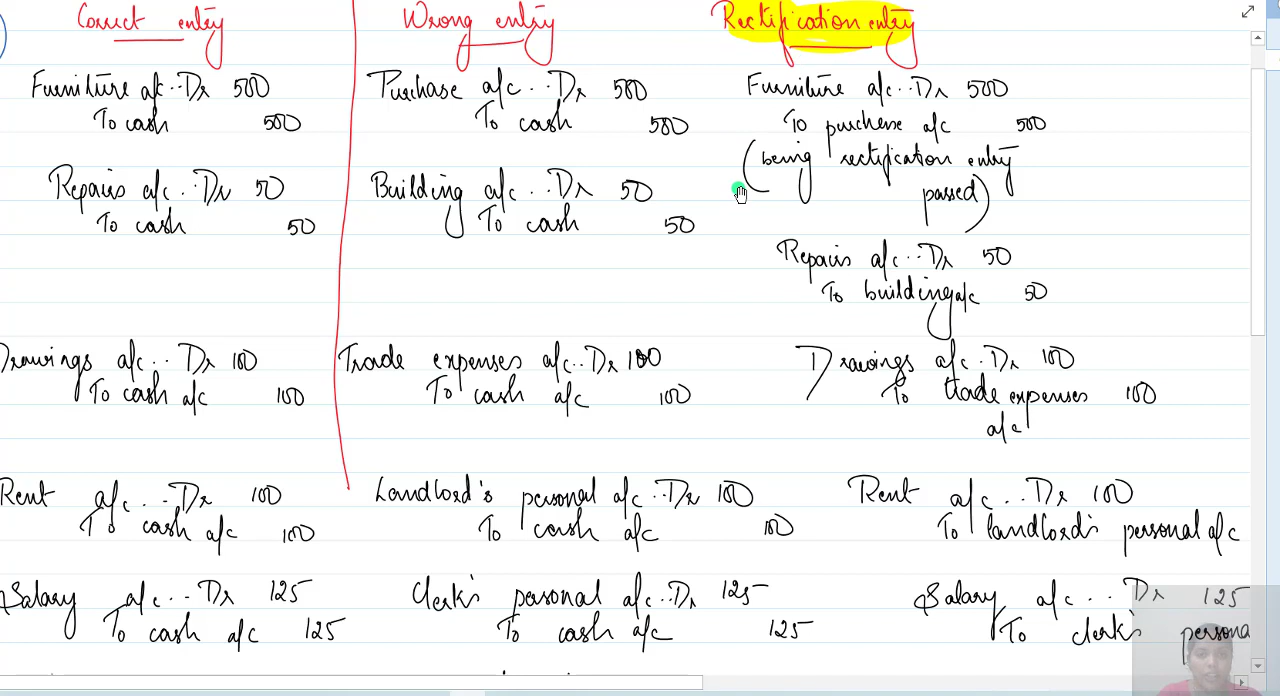 Correct entry Wrong entry Rectification entry
Furniture a/c .. Dr 500 Purchase a/c .. Dr 500 Furniture a/c .. Dr 500
To cash 500 To cash 500 To purchase a/c 500
(being rectification entry
Repairs a/c .. Dr 50 Building a/c .. Dr 50 passed)
To cash 50 To cash 50
Repairs a/c .. Dr 50
To building a/c 50
Drawings a/c .. Dr 100 Trade expenses a/c .. Dr 100 Drawings a/c . Dr 100
To cash a/c 100 To cash a/c 100 To trade expenses 100
a/c
Rent a/c ... Dr 100 Landlord's personal a/c .. Dr 100 Rent a/c ... Dr 100
To cash a/c 100 To cash a/c 100 To landlord's personal a/c
Salary a/c ... Dr 125 Clerk's personal a/c .. Dr 125 Salary a/c ... Dr 125
To cash a/c 125 To cash a/c 125 To clerk's persona